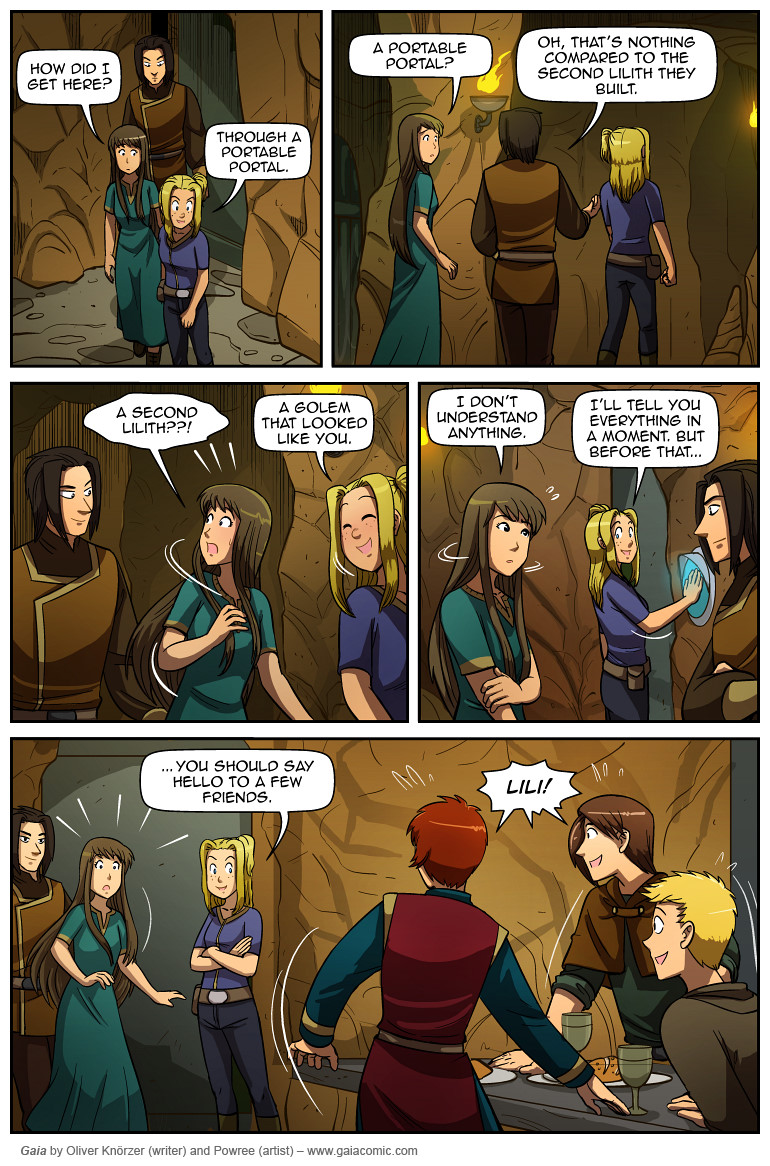 HOW DID I
GET HERE?
THROUGH A
PORTABLE
PORTAL.
A PORTABLE
PORTAL?
OH, THAT'S NOTHING
COMPARED TO THE
SECOND LILITH THEY
BUILT.
A SECOND
LILITH??!
A GOLEM
THAT LOOKED
LIKE YOU.
I DON'T
UNDERSTAND
ANYTHING.
I'LL TELL YOU
EVERYTHING IN
A MOMENT. BUT
BEFORE THAT...
...YOU SHOULD SAY
HELLO TO A FEW
FRIENDS.
LILI!
Gaia by Oliver Knörzer (writer) and Powree (artist) – www.gaiacomic.com